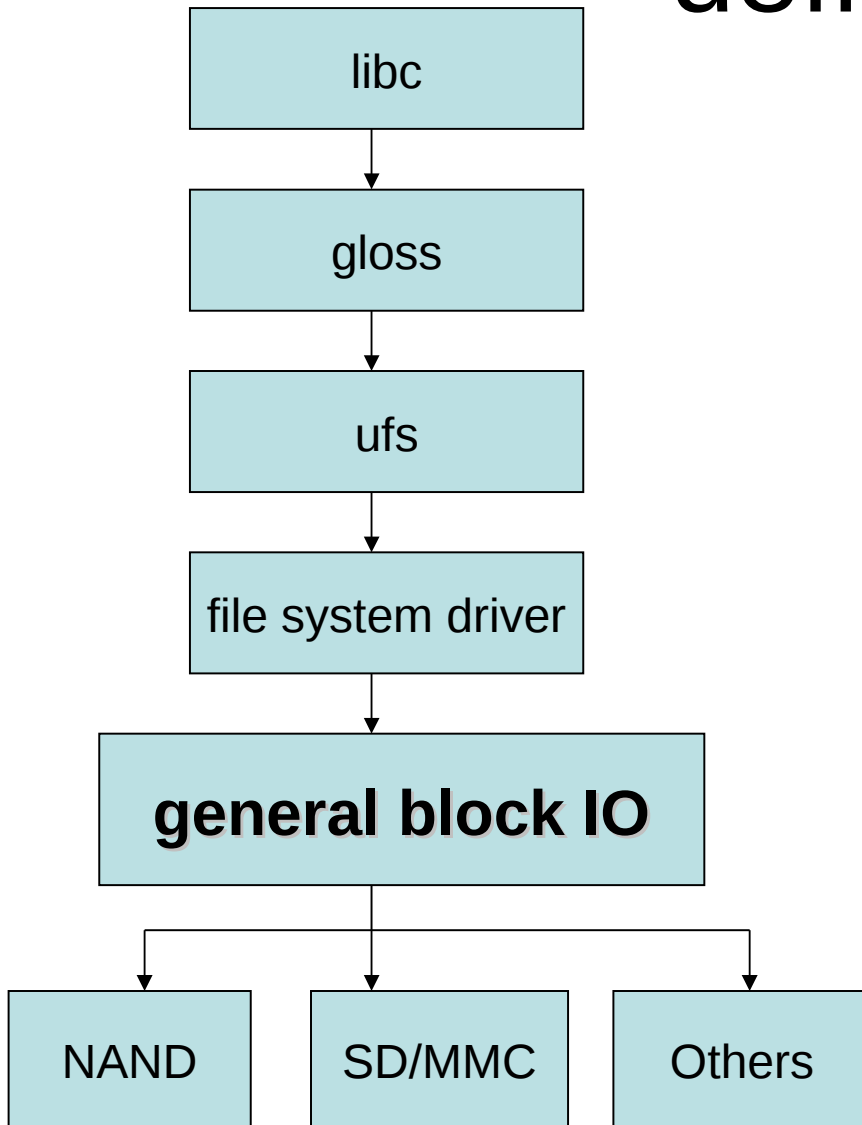 libc
gloss
ufs
file system driver
general block IO
NAND SD/MMC Others